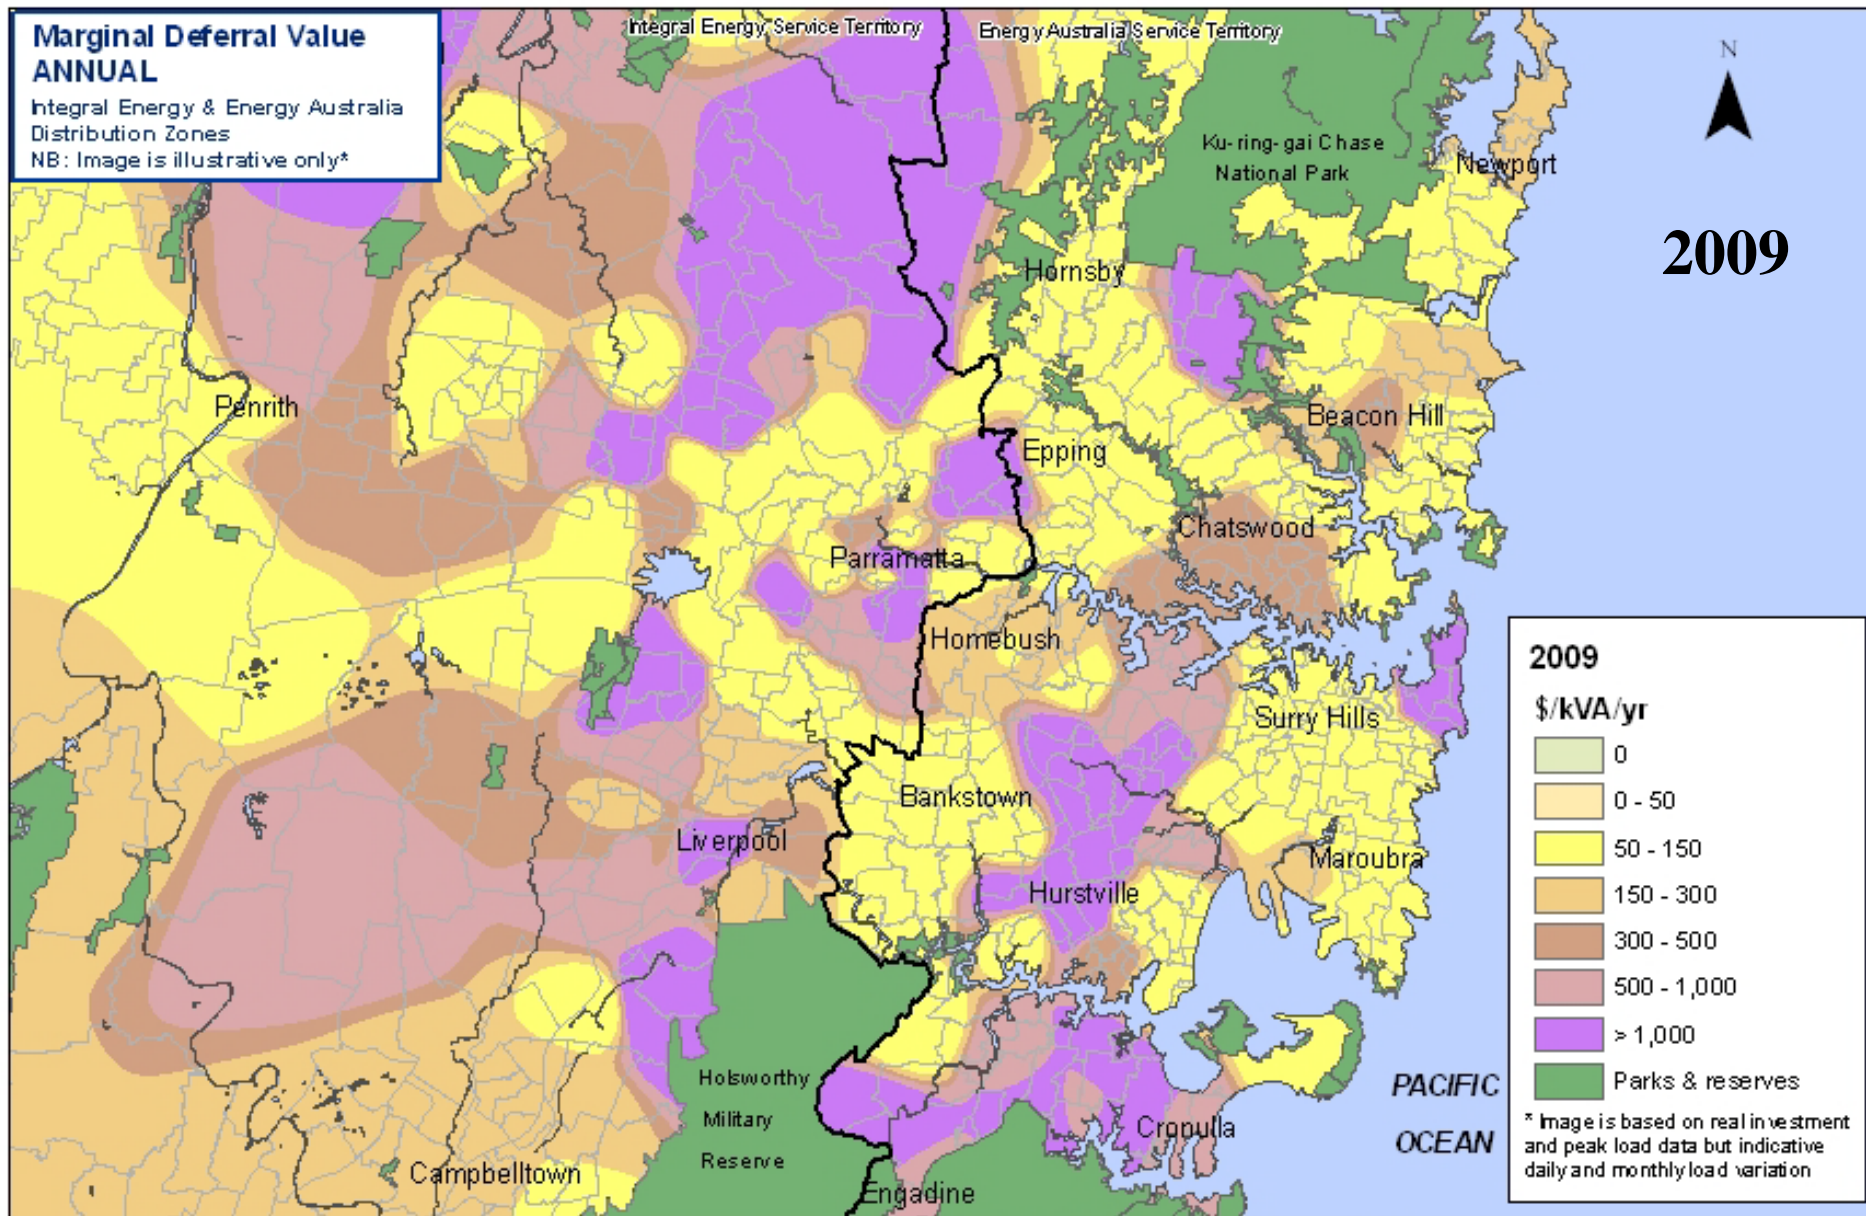 Marginal Deferral Value
ANNUAL
Integral Energy & Energy Australia
Distribution Zones
NB: Image is illustrative only*
Integral Energy Service Territory
Energy Australia Service Territory
N
Ku-ring-gai Chase
National Park
Newport
2009
Hornsby
Penrith
Beacon Hill
Epping
Chatswood
Parramatta
Homebush
Surry Hills
Bankstown
Liverpool
Maroubra
Hurstville
Holsworthy
Military
Reserve
Cronulla
Campbelltown
Engadine
PACIFIC
OCEAN
2009
$/kVA/yr
0
0 - 50
50 - 150
150 - 300
300 - 500
500 - 1,000
> 1,000
Parks & reserves
* Image is based on real investment
and peak load data but indicative
daily and monthly load variation